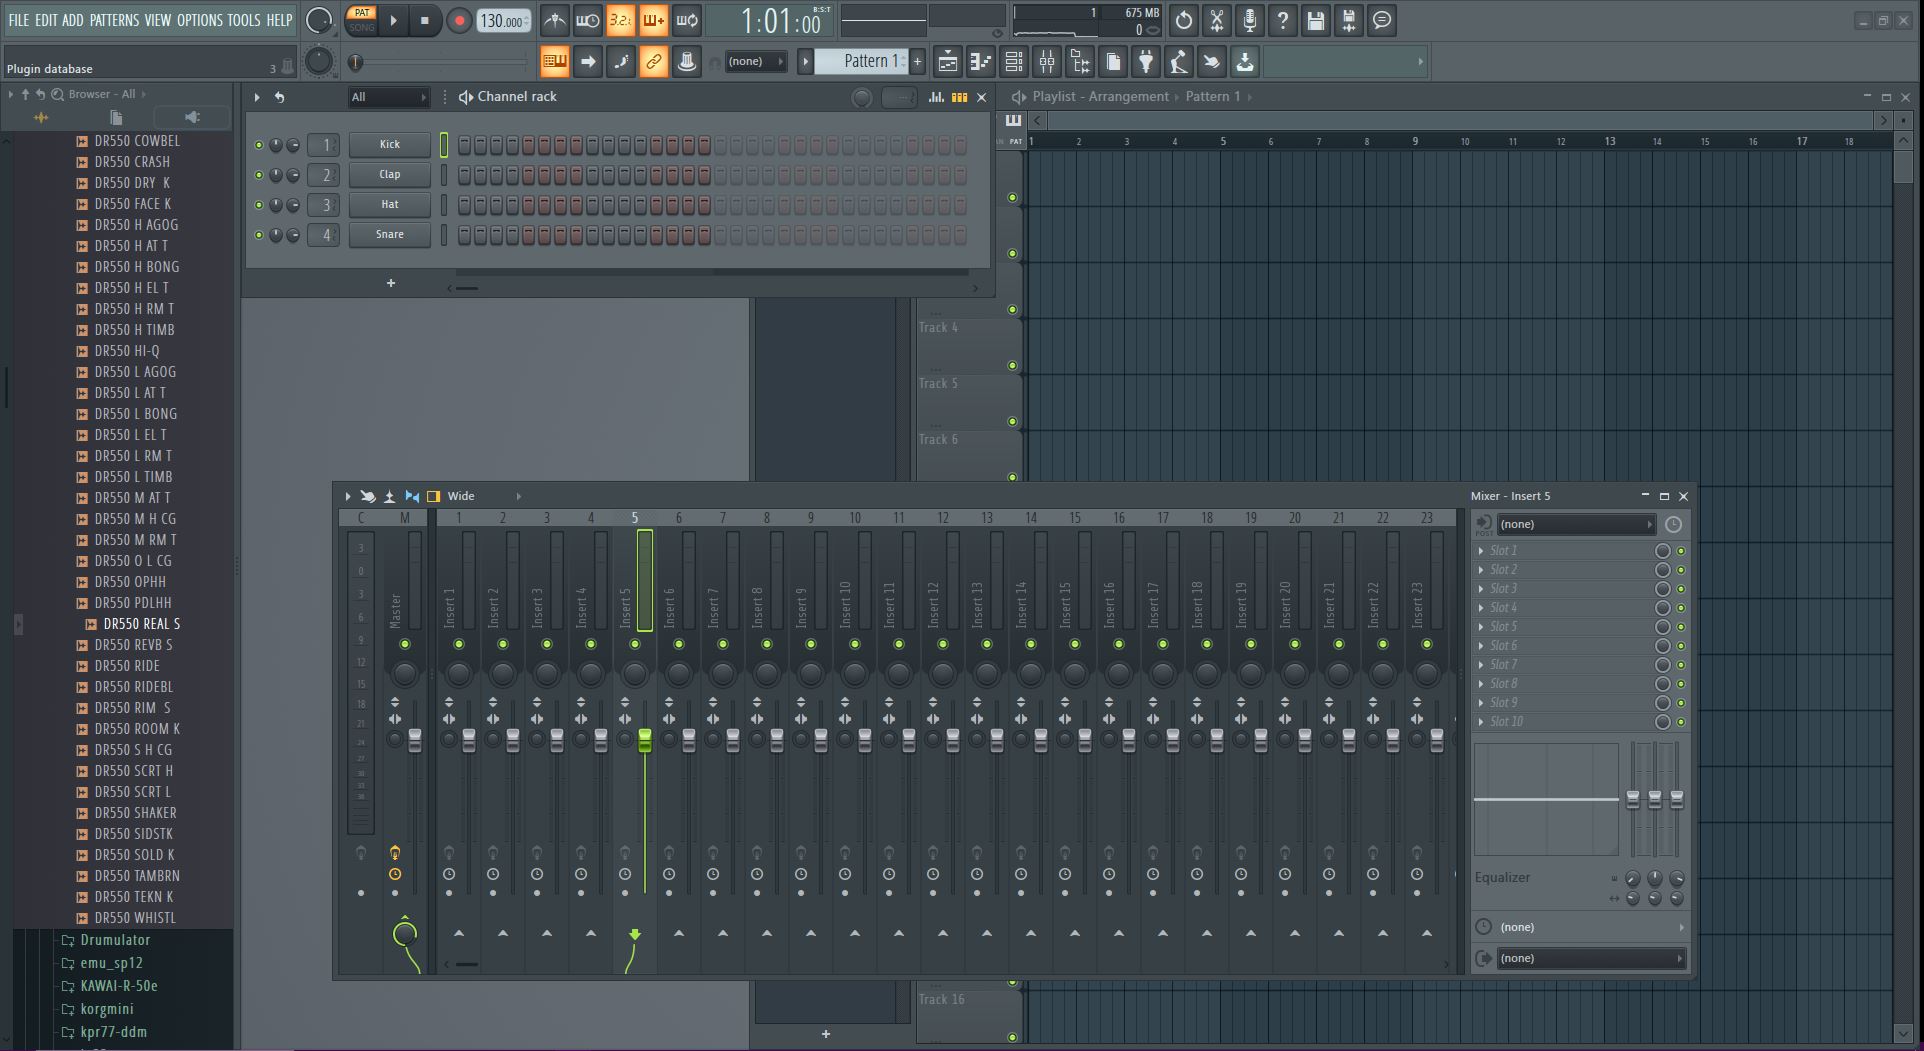 FILE EDIT ADD PATTERNS VIEW OPTIONS TOOLS HELP
PAT
SONG
130.000
3.2:
1:01:00
B:S:T
1
675 MB
0
Plugin database
3
(none)
Pattern 1
+
Browser - All
All
Channel rack
Playlist - Arrangement
Pattern 1
PAT
1 2 3 4 5 6 7 8 9 10 11 12 13 14 15 16 17 18
1 Kick
2 Clap
3 Hat
4 Snare
+
Track 4
Track 5
Track 6
Track 16
+
DR550 COWBEL
DR550 CRASH
DR550 DRY K
DR550 FACE K
DR550 H AGOG
DR550 H AT T
DR550 H BONG
DR550 H EL T
DR550 H RM T
DR550 H TIMB
DR550 HI-Q
DR550 L AGOG
DR550 L AT T
DR550 L BONG
DR550 L EL T
DR550 L RM T
DR550 L TIMB
DR550 M AT T
DR550 M H CG
DR550 M RM T
DR550 O L CG
DR550 OPHH
DR550 PDLHH
DR550 REAL S
DR550 REVB S
DR550 RIDE
DR550 RIDEBL
DR550 RIM S
DR550 ROOM K
DR550 S H CG
DR550 SCRT H
DR550 SCRT L
DR550 SHAKER
DR550 SIDSTK
DR550 SOLD K
DR550 TAMBRN
DR550 TEKN K
DR550 WHISTL
Drumulator
emu_sp12
KAWAI-R-50e
korgmini
kpr77-ddm
Wide
Mixer - Insert 5
C M 1 2 3 4 5 6 7 8 9 10 11 12 13 14 15 16 17 18 19 20 21 22 23
3
0
3
6
9
12
15
18
21
24
27
30
33
36
Master
Insert 1
Insert 2
Insert 3
Insert 4
Insert 5
Insert 6
Insert 7
Insert 8
Insert 9
Insert 10
Insert 11
Insert 12
Insert 13
Insert 14
Insert 15
Insert 16
Insert 17
Insert 18
Insert 19
Insert 20
Insert 21
Insert 22
Insert 23
POST
(none)
Slot 1
Slot 2
Slot 3
Slot 4
Slot 5
Slot 6
Slot 7
Slot 8
Slot 9
Slot 10
Equalizer
(none)
(none)